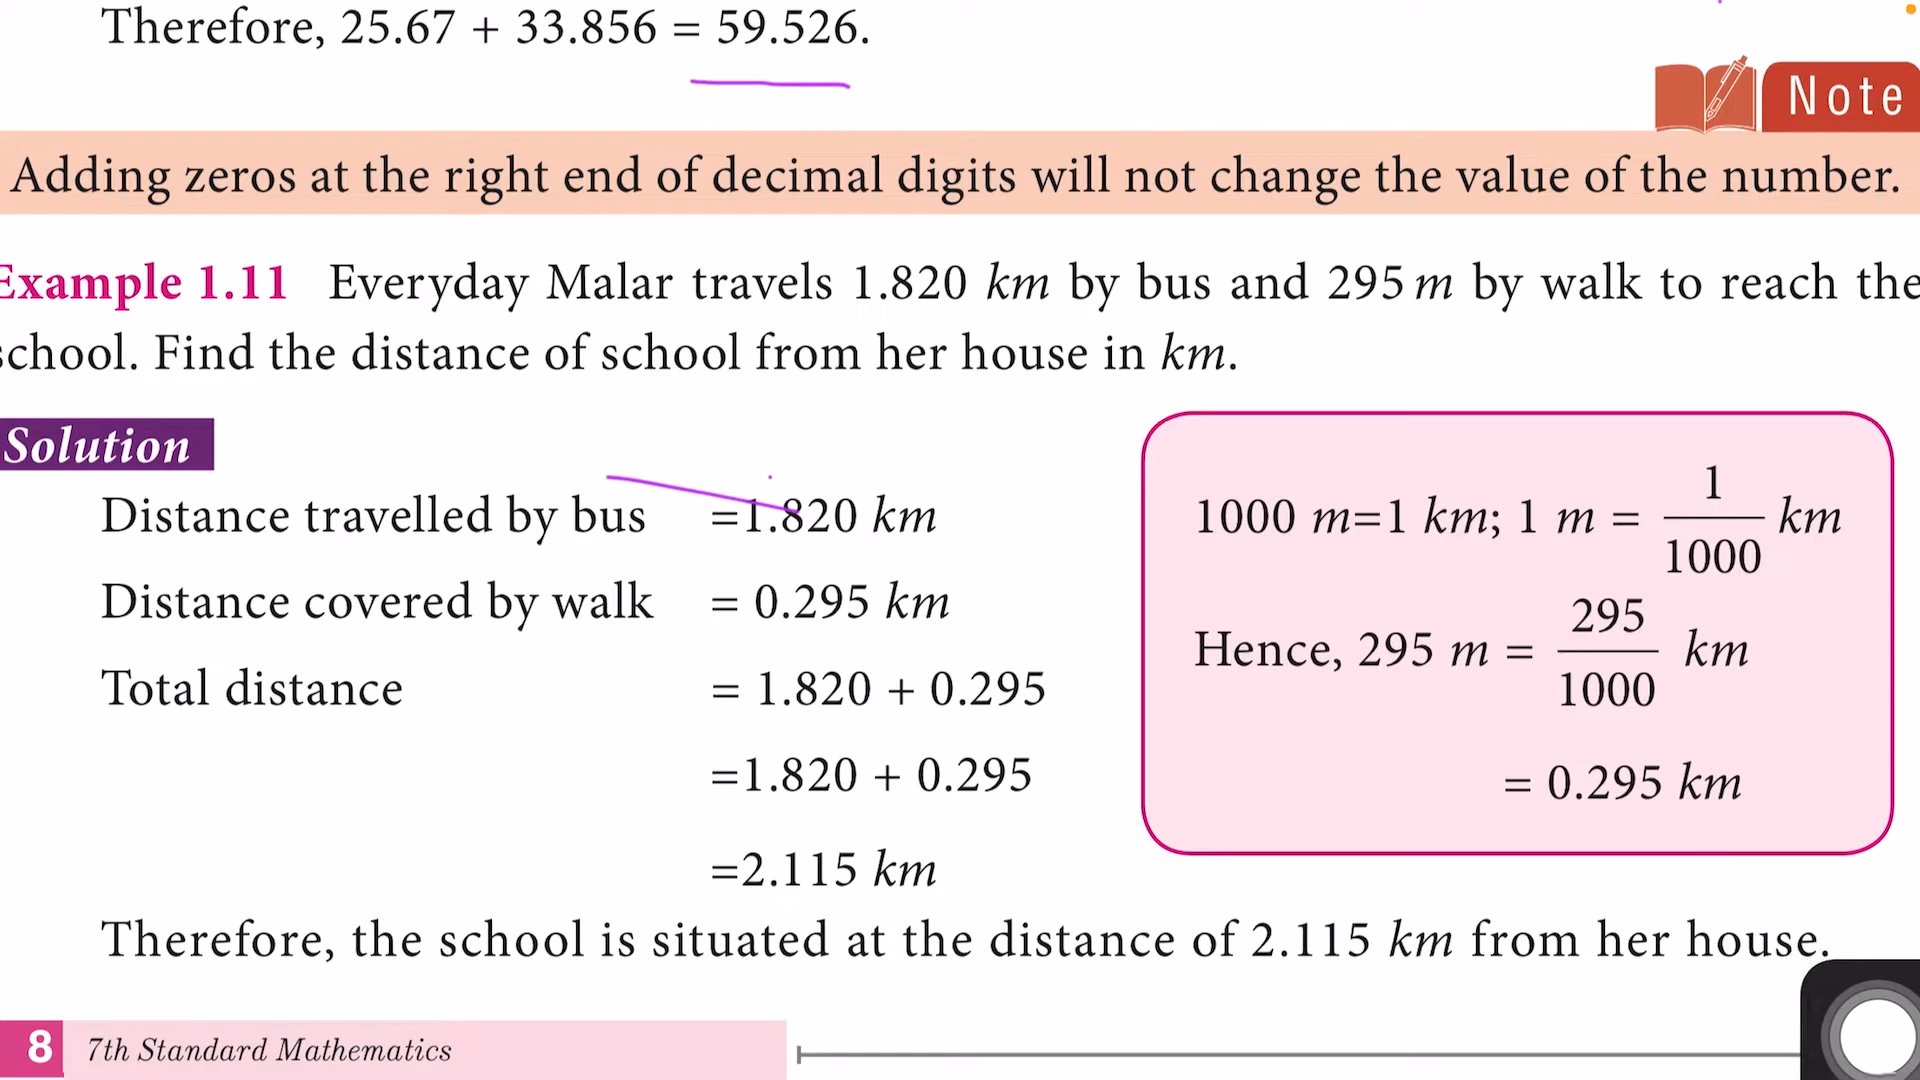 Therefore, 25.67 + 33.856 = 59.526.
Note
Adding zeros at the right end of decimal digits will not change the value of the number.
Example 1.11 Everyday Malar travels 1.820 km by bus and 295 m by walk to reach the
school. Find the distance of school from her house in km.
Solution
Distance travelled by bus =1.820 km
Distance covered by walk = 0.295 km
Total distance = 1.820 + 0.295
=1.820 + 0.295
=2.115 km
1000 m=1 km; 1 m = 1/1000 km
Hence, 295 m = 295/1000 km
= 0.295 km
Therefore, the school is situated at the distance of 2.115 km from her house.
8 7th Standard Mathematics